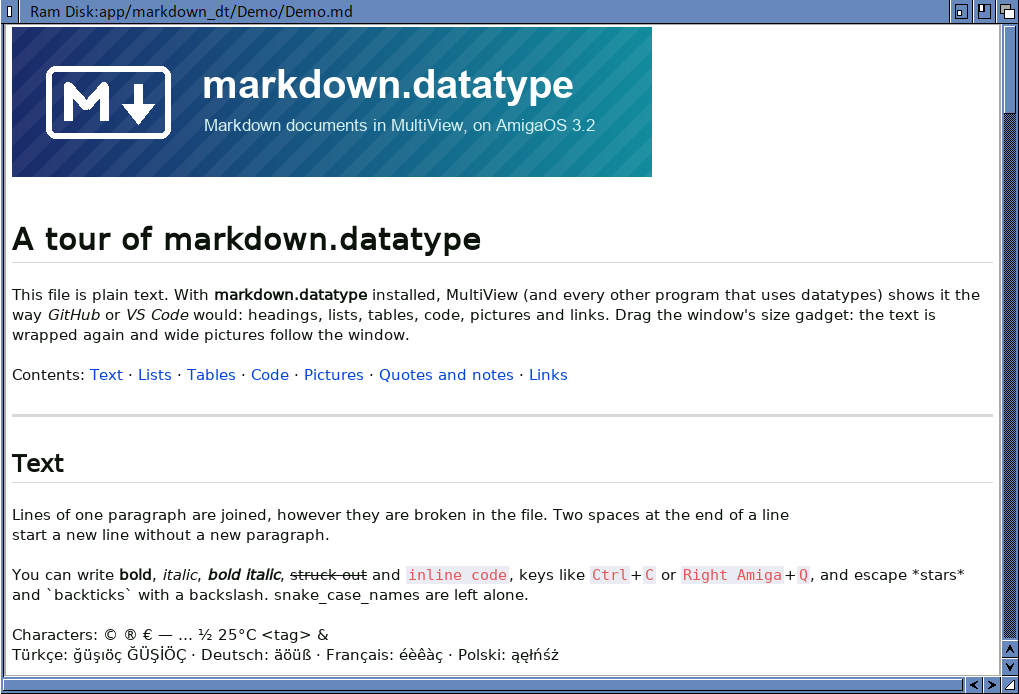 Ram Disk:app/markdown_dt/Demo/Demo.md
M
markdown.datatype
Markdown documents in MultiView, on AmigaOS 3.2
A tour of markdown.datatype
This file is plain text. With markdown.datatype installed, MultiView (and every other program that uses datatypes) shows it the
way GitHub or VS Code would: headings, lists, tables, code, pictures and links. Drag the window's size gadget: the text is
wrapped again and wide pictures follow the window.
Contents: Text · Lists · Tables · Code · Pictures · Quotes and notes · Links
Text
Lines of one paragraph are joined, however they are broken in the file. Two spaces at the end of a line
start a new line without a new paragraph.
You can write bold, italic, bold italic, struck out and inline code, keys like Ctrl+C or Right Amiga+Q, and escape *stars*
and `backticks` with a backslash. snake_case_names are left alone.
Characters: © ® € — … ½ 25°C <tag> &
Türkçe: ğüşıöç ĞÜŞİÖÇ · Deutsch: äöüß · Français: éèêàç · Polski: ąęłńśż